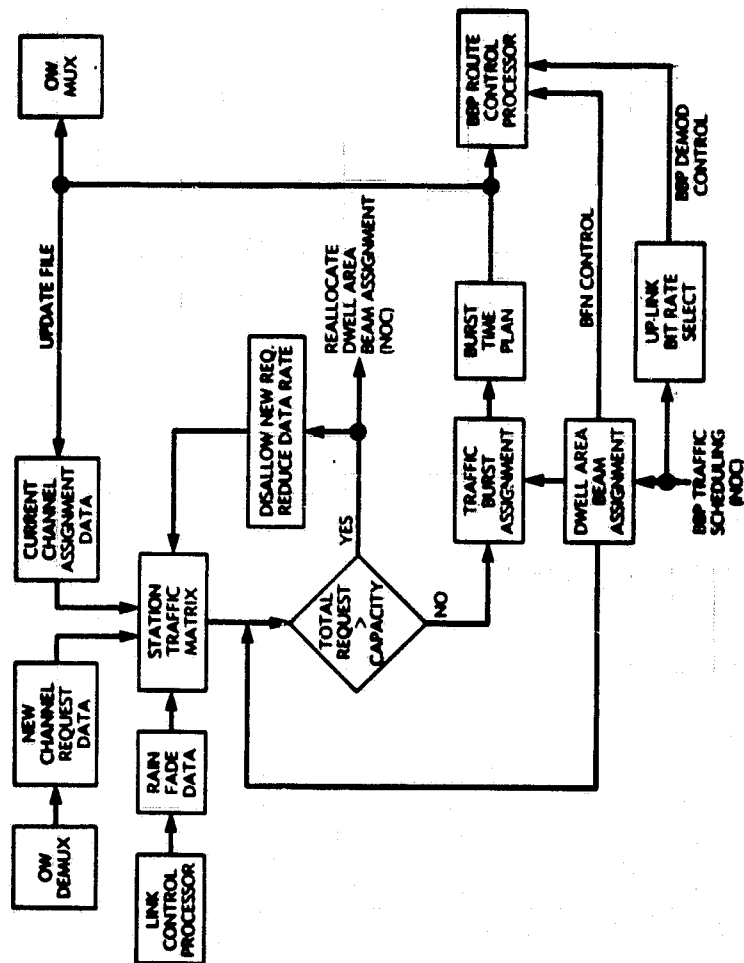 OW
DEMUX
NEW
CHANNEL
REQUEST
DATA
CURRENT
CHANNEL
ASSIGNMENT
DATA
UPDATE FILE
OW
MUX
LINK
CONTROL
PROCESSOR
RAIN
FADE
DATA
STATION
TRAFFIC
MATRIX
DISALLOW NEW REQ.
REDUCE DATA RATE
REALLOCATE
DWELL AREA
BEAM ASSIGNMENT
(NOC)
YES
TOTAL
REQUEST
>
CAPACITY
NO
TRAFFIC
BURST
ASSIGNMENT
BURST
TIME
PLAN
BBP ROUTE
CONTROL
PROCESSOR
DWELL AREA
BEAM
ASSIGNMENT
BFN CONTROL
BBP TRAFFIC
SCHEDULING
(NOC)
UP-LINK
BIT RATE
SELECT
BBP DEMOD
CONTROL